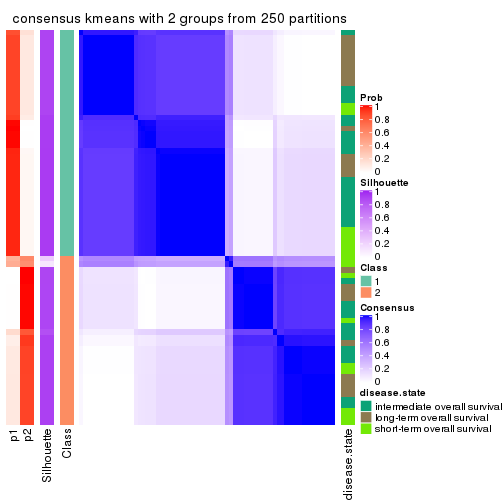 consensus kmeans with 2 groups from 250 partitions
Prob
1
0.8
0.6
0.4
0.2
0
Silhouette
1
0.8
0.6
0.4
0.2
0
Class
1
2
Consensus
1
0.8
0.6
0.4
0.2
0
disease.state
intermediate overall survival
long-term overall survival
short-term overall survival
p1
p2
Silhouette
Class
disease.state